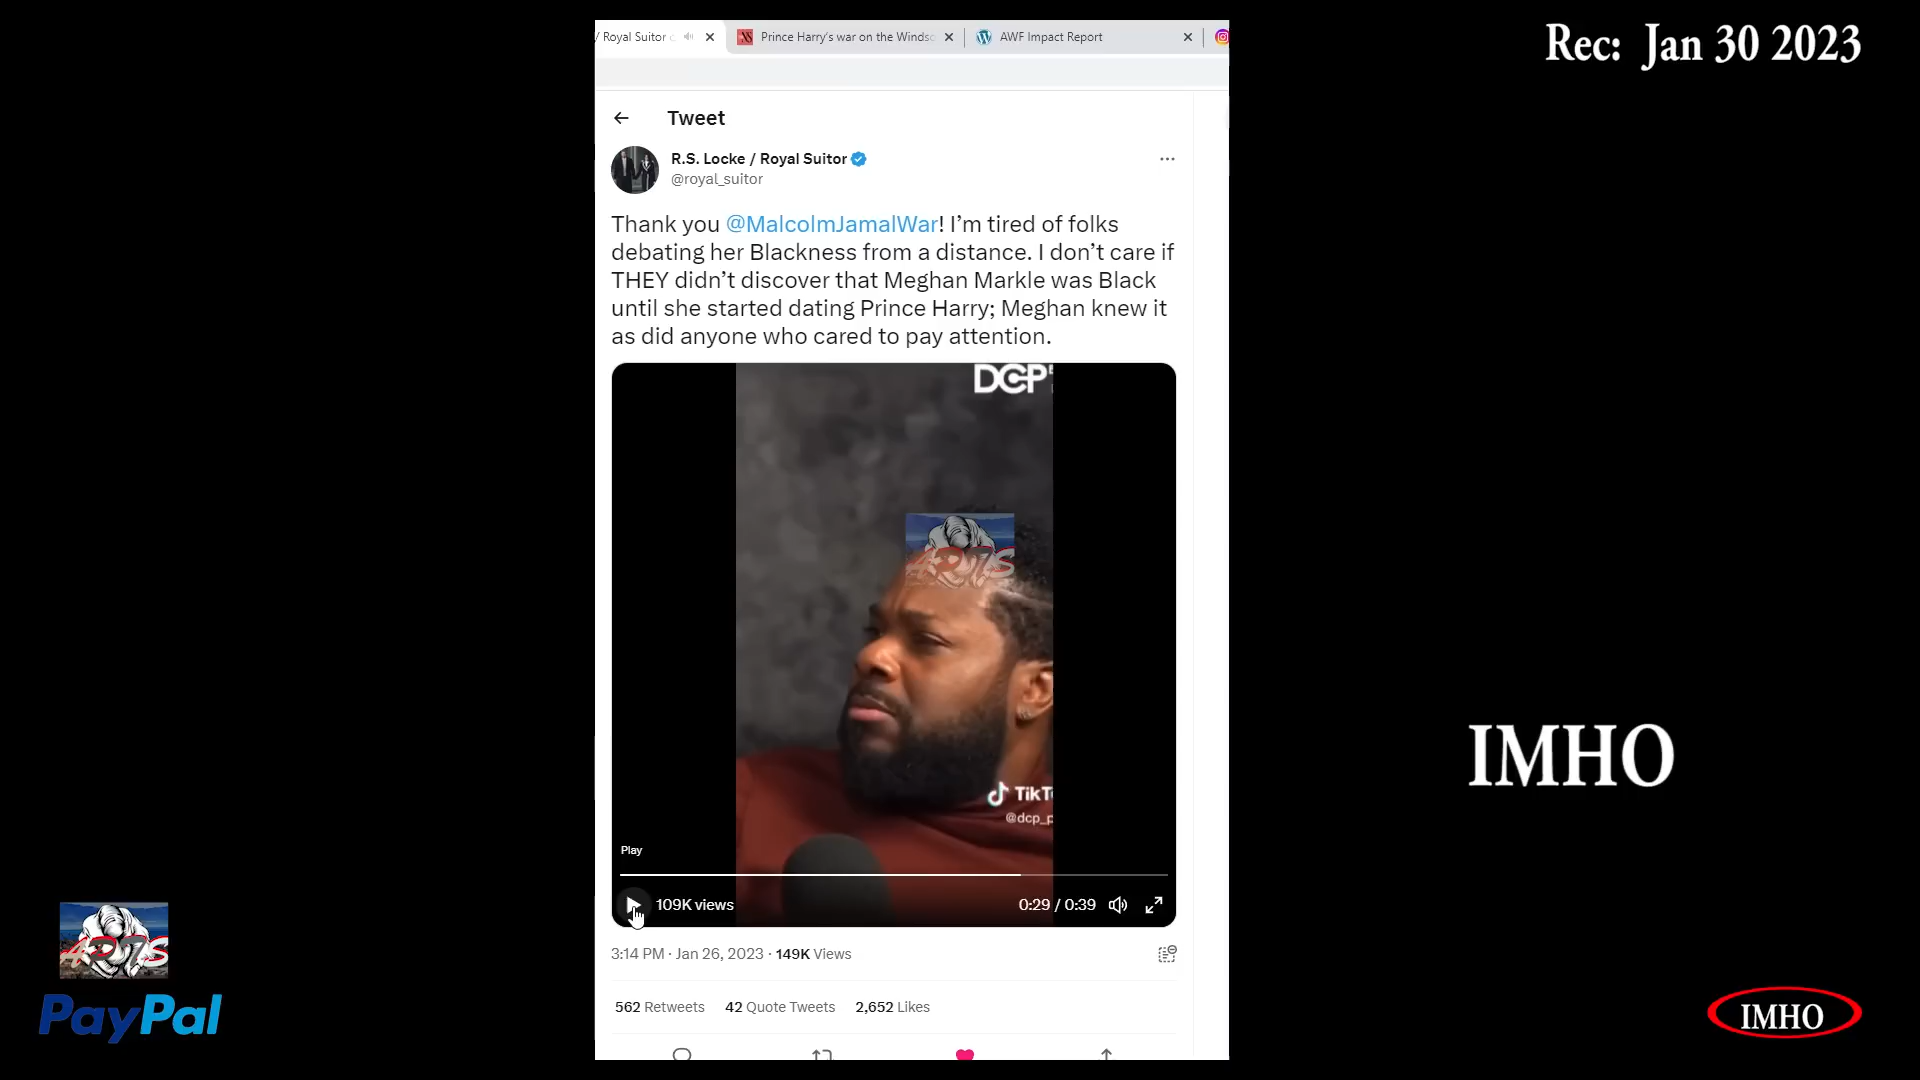 / Royal Suitor
Prince Harry's war on the Windso
AWF Impact Report
Rec: Jan 30 2023
Tweet
R.S. Locke / Royal Suitor
@royal_suitor
Thank you @MalcolmJamalWar! I'm tired of folks
debating her Blackness from a distance. I don't care if
THEY didn't discover that Meghan Markle was Black
until she started dating Prince Harry; Meghan knew it
as did anyone who cared to pay attention.
DCP
TikTo
@dcp_p
IMHO
Play
109K views
0:29 / 0:39
3:14 PM · Jan 26, 2023 · 149K Views
562 Retweets 42 Quote Tweets 2,652 Likes
PayPal
IMHO